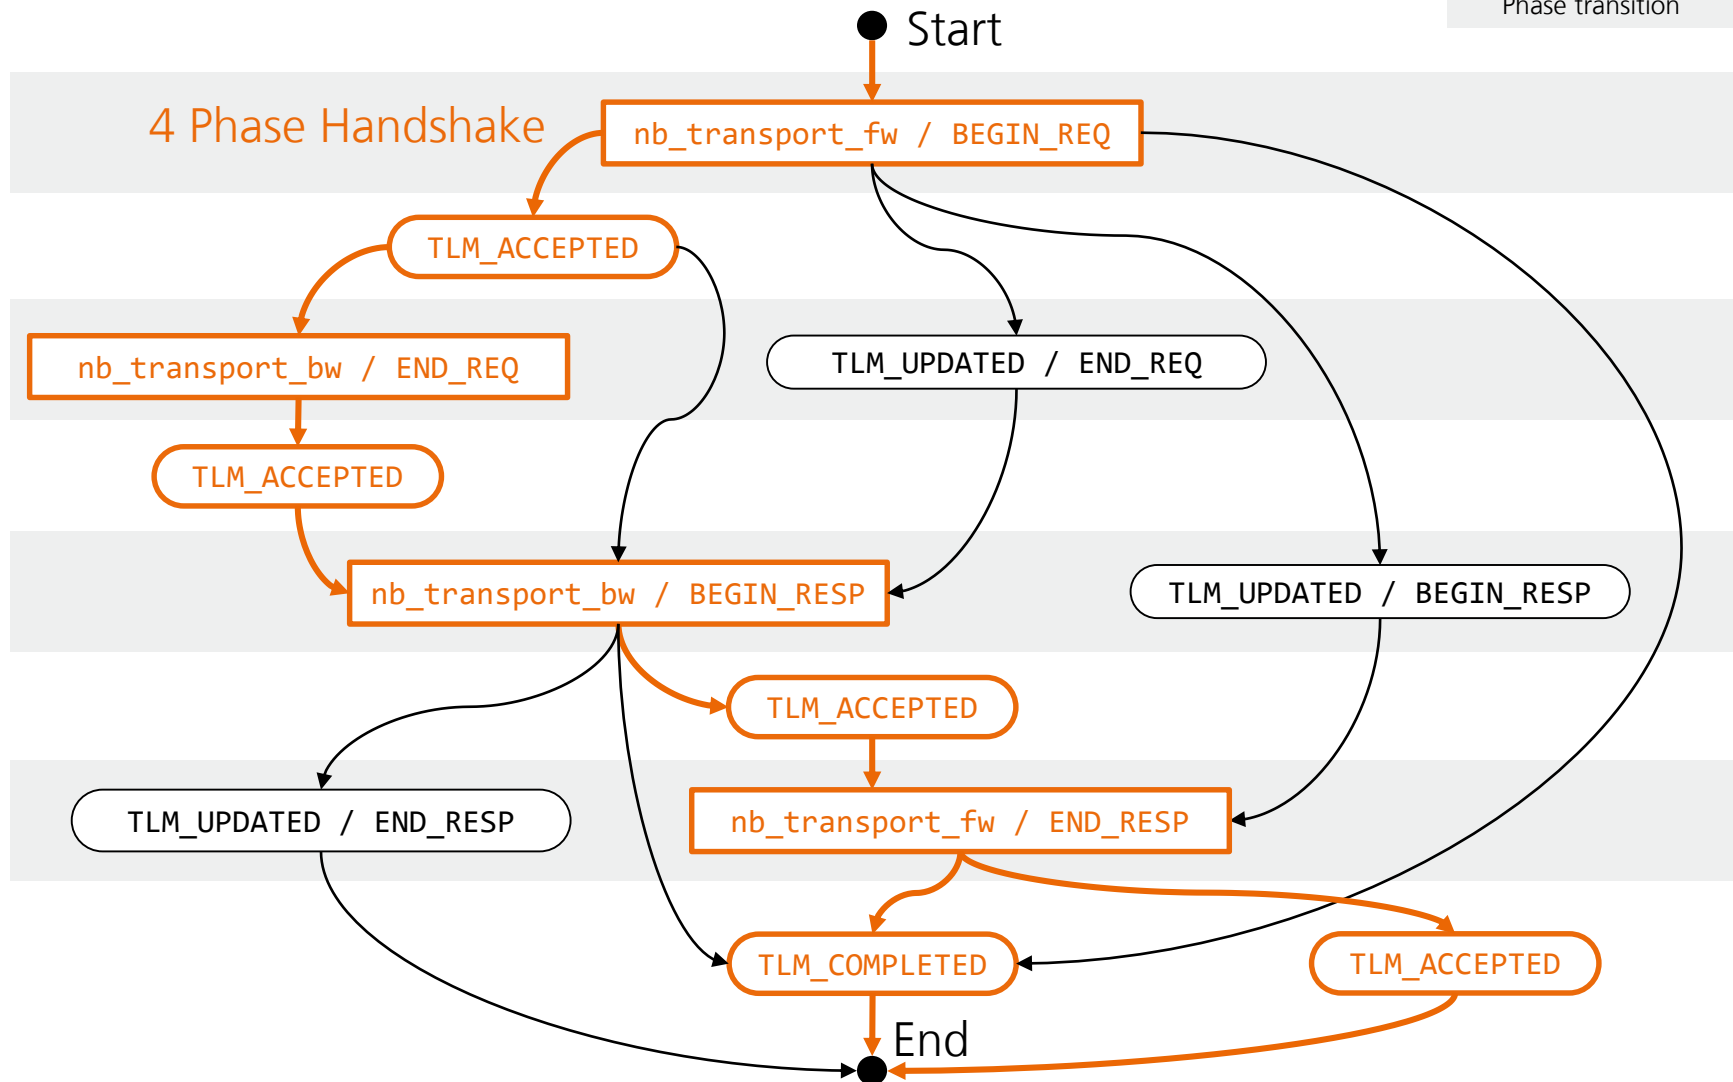 Phase transition
Start
4 Phase Handshake
nb_transport_fw / BEGIN_REQ
TLM_ACCEPTED
nb_transport_bw / END_REQ
TLM_UPDATED / END_REQ
TLM_ACCEPTED
nb_transport_bw / BEGIN_RESP
TLM_UPDATED / BEGIN_RESP
TLM_ACCEPTED
TLM_UPDATED / END_RESP
nb_transport_fw / END_RESP
TLM_COMPLETED
TLM_ACCEPTED
End